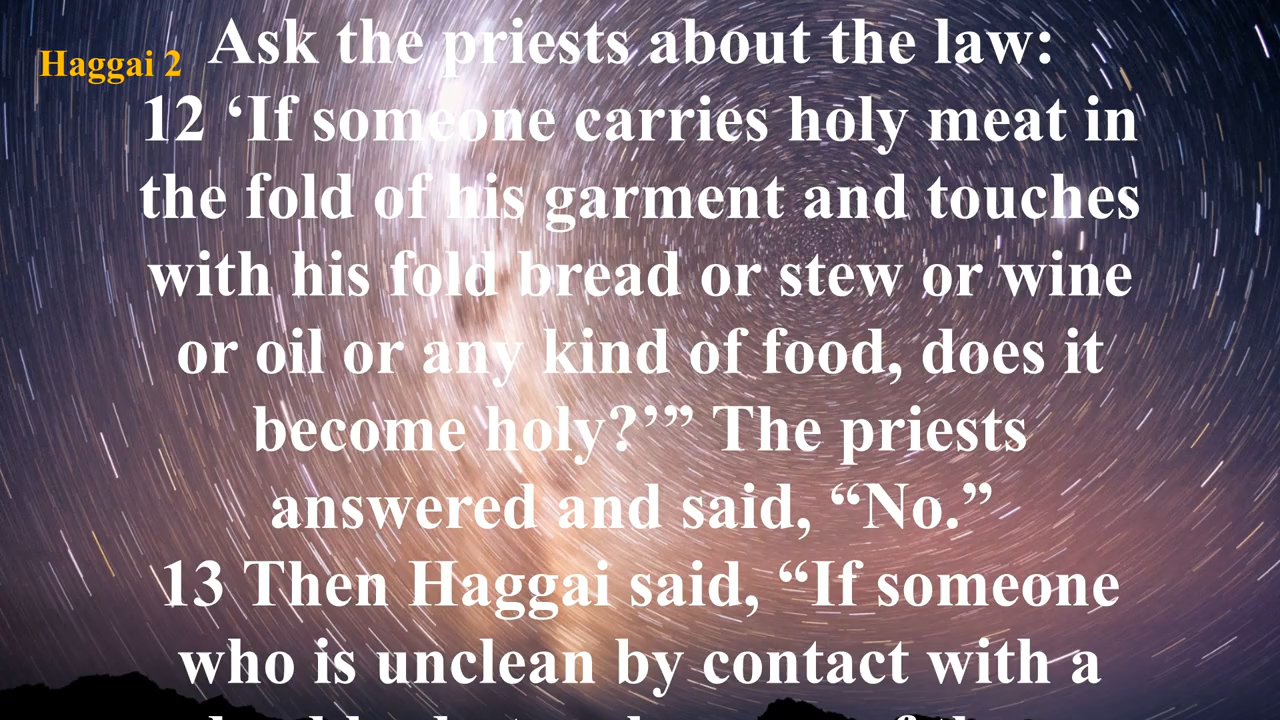 Haggai 2
Ask the priests about the law:
12 ‘If someone carries holy meat in
the fold of his garment and touches
with his fold bread or stew or wine
or oil or any kind of food, does it
become holy?’” The priests
answered and said, “No.”
13 Then Haggai said, “If someone
who is unclean by contact with a